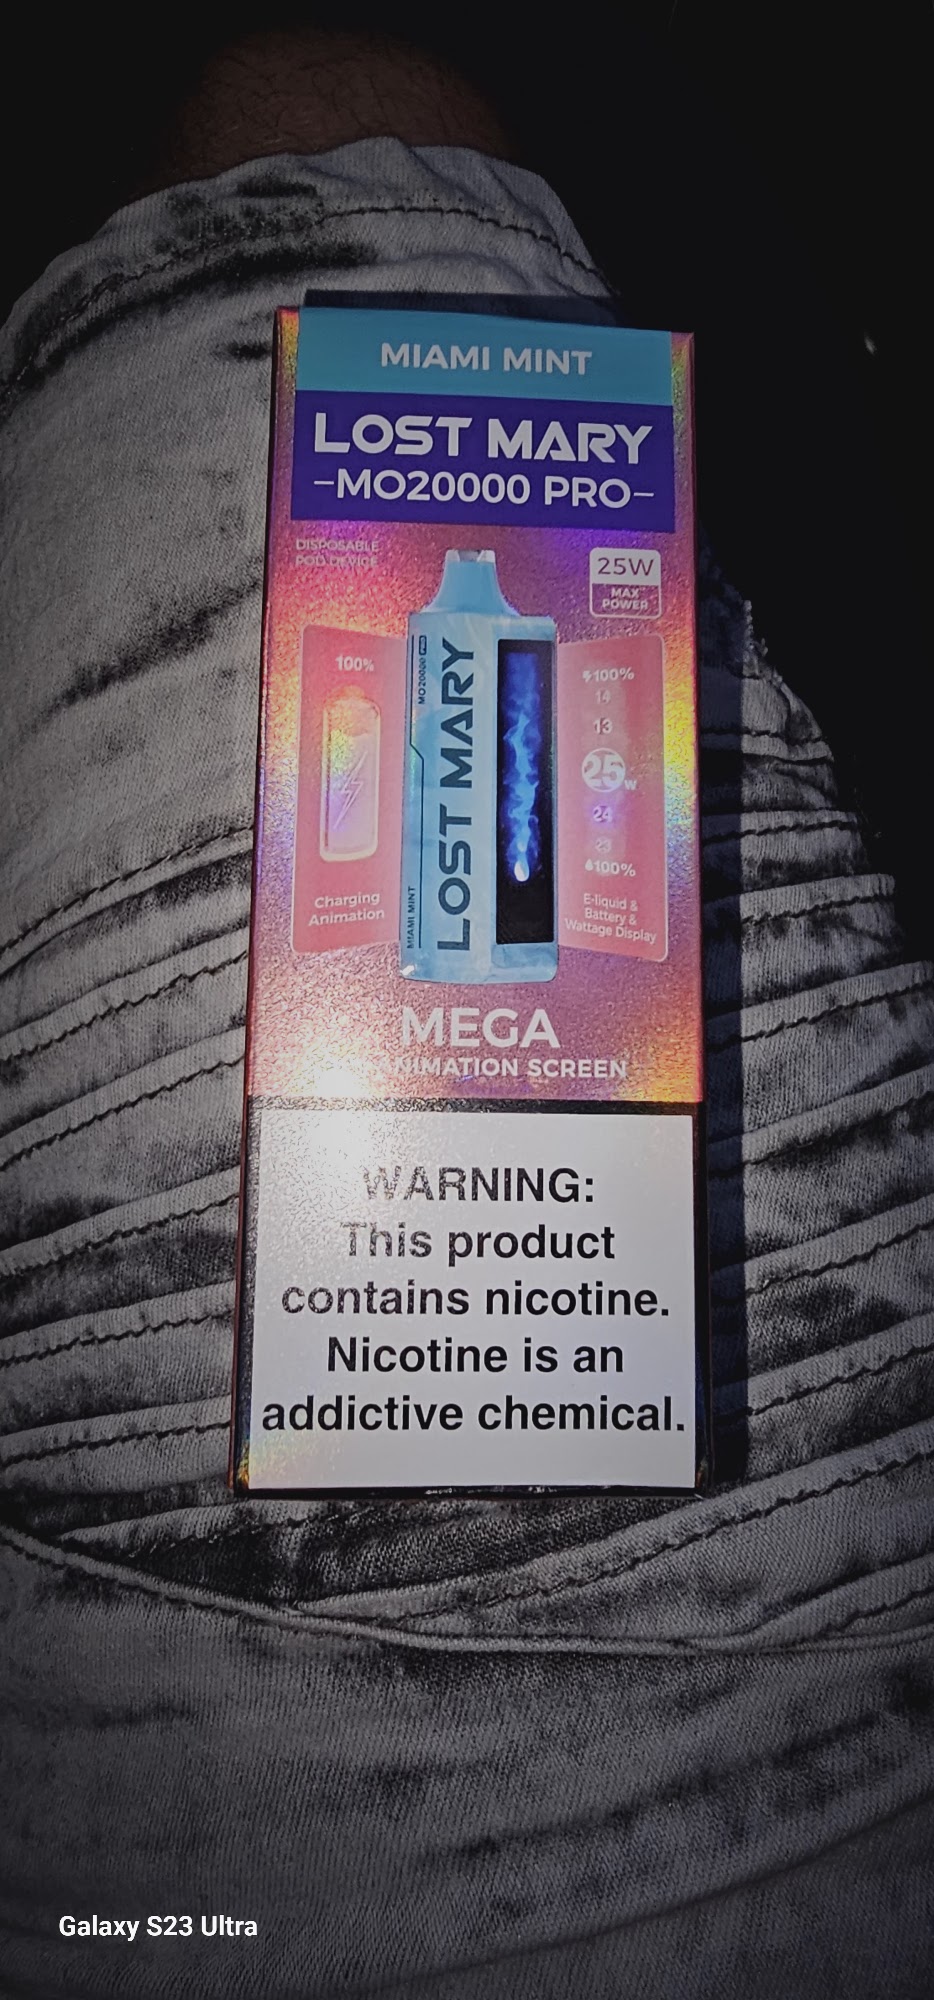 MIAMI MINT
LOST MARY
-MO20000 PRO-
DISPOSABLE
POD DEVICE
25W
MAX
POWER
100%
Charging
Animation
MO20000 PRO
LOST MARY
MIAMI MINT
100%
14
13
25W
24
23
100%
E-liquid &
Battery &
Wattage Display
MEGA
ANIMATION SCREEN
WARNING:
This product
contains nicotine.
Nicotine is an
addictive chemical.
Galaxy S23 Ultra